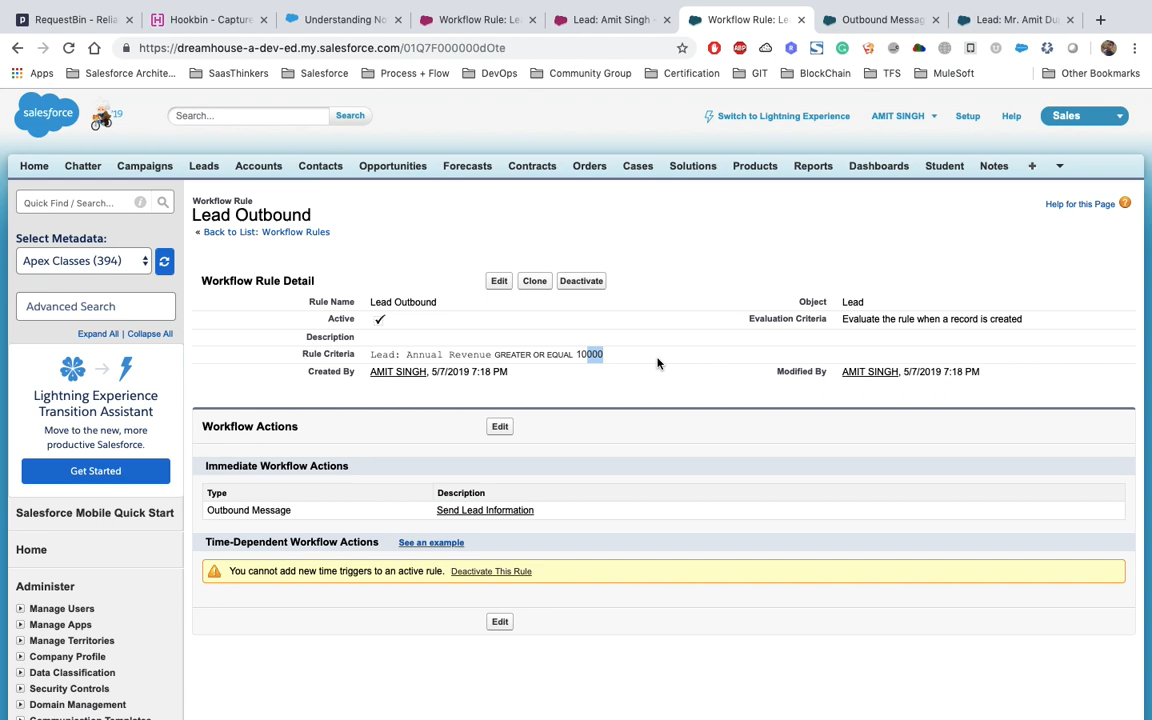 RequestBin - Relia
Hookbin - Capture
Understanding No
Workflow Rule: Le
Lead: Amit Singh ~
Workflow Rule: Le
Outbound Messag
Lead: Mr. Amit Du
https://dreamhouse-a-dev-ed.my.salesforce.com/01Q7F000000dOte
Apps
Salesforce Archite...
SaasThinkers
Salesforce
Process + Flow
DevOps
Community Group
Certification
GIT
BlockChain
TFS
MuleSoft
Other Bookmarks
salesforce
'19
Search...
Search
Switch to Lightning Experience
AMIT SINGH
Setup
Help
Sales
Home
Chatter
Campaigns
Leads
Accounts
Contacts
Opportunities
Forecasts
Contracts
Orders
Cases
Solutions
Products
Reports
Dashboards
Student
Notes
+
Quick Find / Search...
Select Metadata:
Apex Classes (394)
Advanced Search
Expand All | Collapse All
Lightning Experience
Transition Assistant
Move to the new, more
productive Salesforce.
Get Started
Salesforce Mobile Quick Start
Home
Administer
Manage Users
Manage Apps
Manage Territories
Company Profile
Data Classification
Security Controls
Domain Management
Communication Templates
Workflow Rule
Lead Outbound
« Back to List: Workflow Rules
Help for this Page
Workflow Rule Detail
Edit
Clone
Deactivate
Rule Name Lead Outbound
Object Lead
Active ✓
Evaluation Criteria Evaluate the rule when a record is created
Description
Rule Criteria Lead: Annual Revenue GREATER OR EQUAL 10000
Created By AMIT SINGH, 5/7/2019 7:18 PM
Modified By AMIT SINGH, 5/7/2019 7:18 PM
Workflow Actions
Edit
Immediate Workflow Actions
Type Description
Outbound Message Send Lead Information
Time-Dependent Workflow Actions See an example
You cannot add new time triggers to an active rule. Deactivate This Rule
Edit